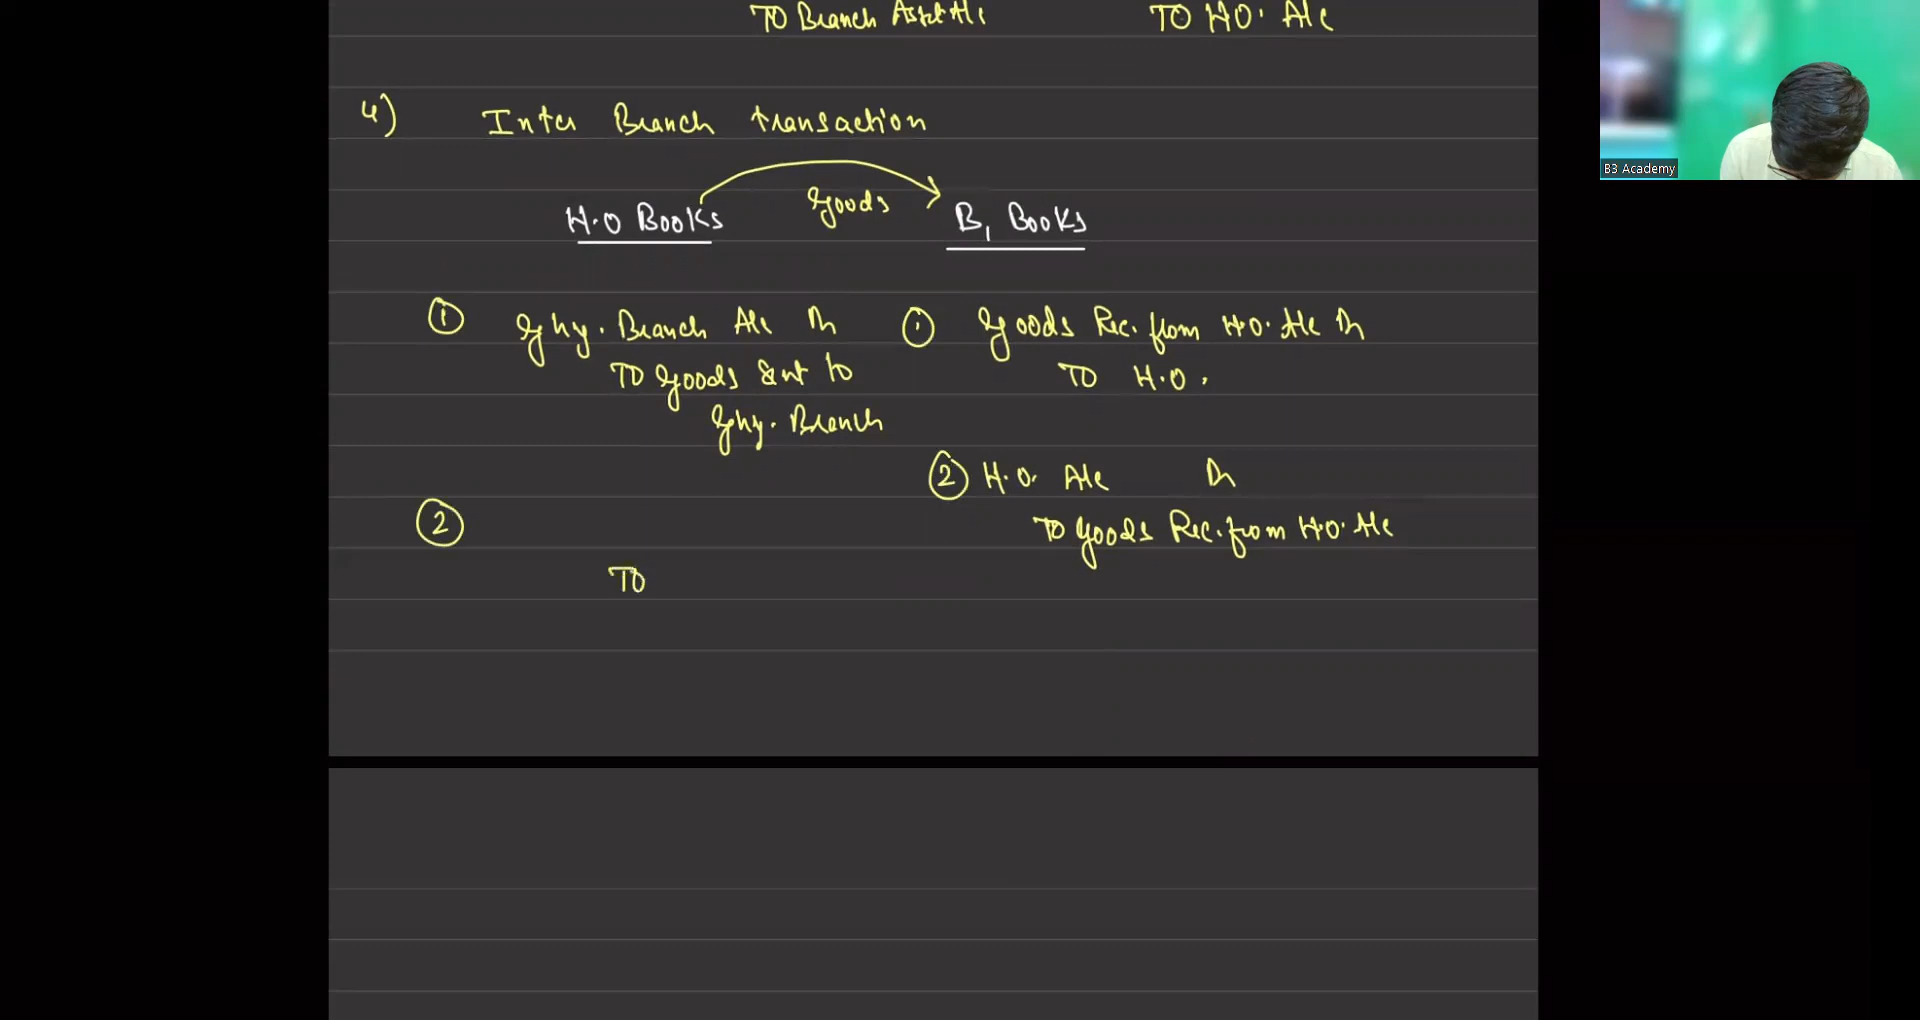 TO Branch Asset A/c TO H.O. A/c
4) Inter Branch transaction
goods
H.O Books B1 Books
① Ghy. Branch A/c Dr ① Goods Rec. from H.O. A/c Dr
TO Goods Sent to TO H.O.
Ghy. Branch
② H.O. A/c Dr
② TO goods Rec. from H.O. A/c
TO
B3 Academy